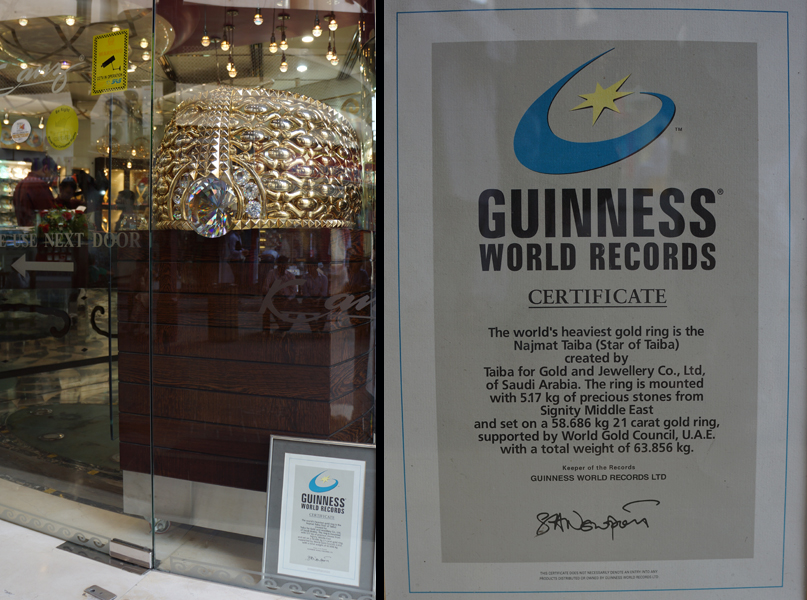 NEXT DOOR
GUINNESS
WORLD RECORDS
CERTIFICATE
GUINNESS®
WORLD RECORDS
CERTIFICATE
The world's heaviest gold ring is the
Najmat Taiba (Star of Taiba)
created by
Taiba for Gold and Jewellery Co., Ltd,
of Saudi Arabia. The ring is mounted
with 5.17 kg of precious stones from
Signity Middle East
and set on a 58.686 kg 21 carat gold ring,
supported by World Gold Council, U.A.E.
with a total weight of 63.856 kg.
Keeper of the Records
GUINNESS WORLD RECORDS LTD